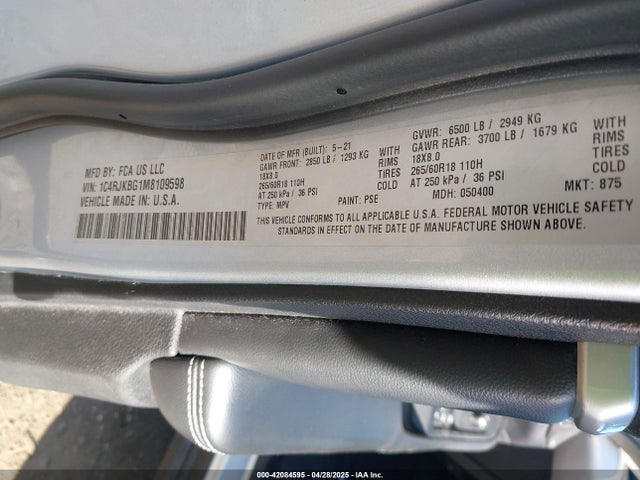 MFD BY: FCA US LLC
VIN: 1C4RJKBG1M8109598
VEHICLE MADE IN U.S.A.
DATE OF MFR (BUILT): 5-21
GAWR FRONT: 2850 LB / 1293 KG WITH
18X8.0 RIMS
265/60R18 110H TIRES
AT 250 kPa / 36 PSI
TYPE: MPV PAINT: PSE
GVWR: 6500 LB / 2949 KG
GAWR REAR: 3700 LB / 1679 KG WITH
18X8.0 RIMS
265/60R18 110H TIRES
AT 250 kPa / 36 PSI
MDH: 050400 MKT: 875
THIS VEHICLE CONFORMS TO ALL APPLICABLE U.S.A. FEDERAL MOTOR VEHICLE SAFETY
STANDARDS IN EFFECT ON THE DATE OF MANUFACTURE SHOWN ABOVE.
000-42084595 - 04/28/2025 - IAA Inc.